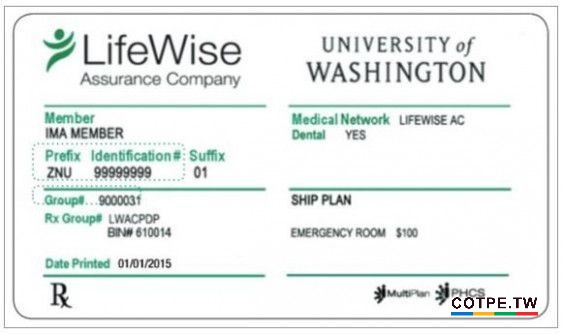 LifeWise
Assurance Company
UNIVERSITY of
WASHINGTON
Member
IMA MEMBER
Prefix Identification# Suffix
ZNU 99999999 01
Group# 9000031
Rx Group# LWACPDP
BIN# 610014
Date Printed 01/01/2015
Medical Network LIFEWISE AC
Dental YES
SHIP PLAN
EMERGENCY ROOM $100
Rx
MultiPlan PHCS
COTPE.TW